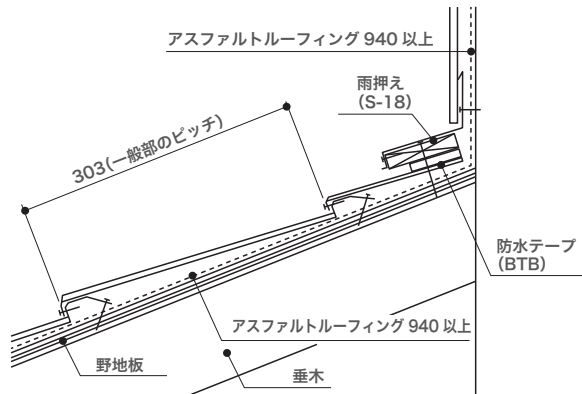 アスファルトルーフィング 940 以上
雨押え
(S-18)
303(一般部のピッチ)
防水テープ
(BTB)
アスファルトルーフィング 940 以上
野地板
垂木